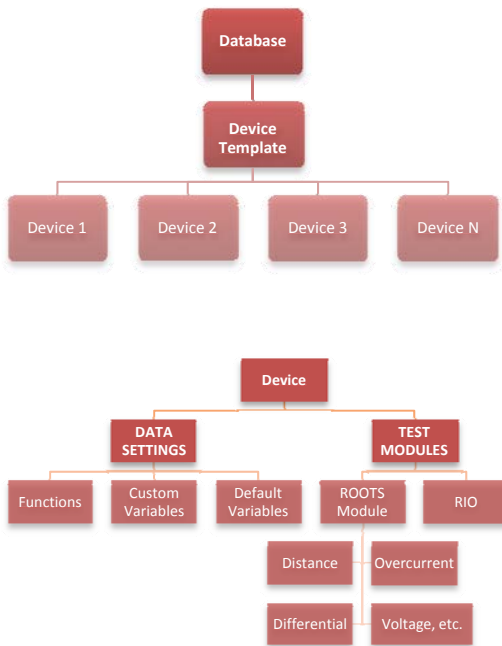 Database
Device
Template
Device 1
Device 2
Device 3
Device N
Device
DATA
SETTINGS
TEST
MODULES
Functions
Custom
Variables
Default
Variables
ROOTS
Module
RIO
Distance
Overcurrent
Differential
Voltage, etc.